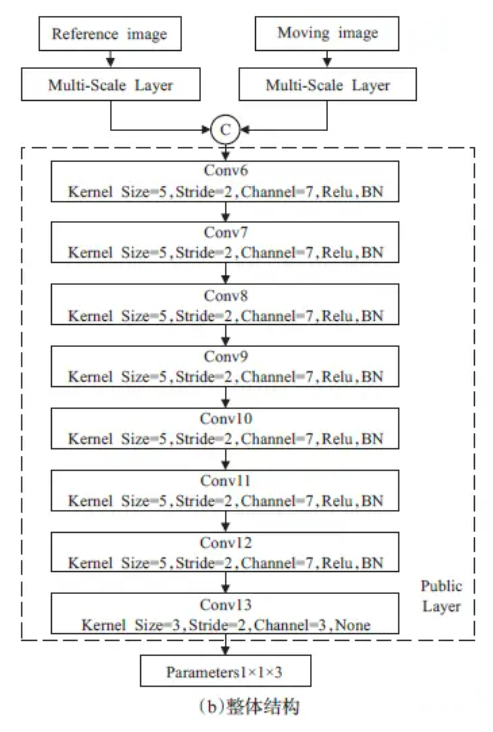 Reference image
Moving image
Multi-Scale Layer
Multi-Scale Layer
C
Conv6
Kernel Size=5,Stride=2,Channel=7,Relu,BN
Conv7
Kernel Size=5,Stride=2,Channel=7,Relu,BN
Conv8
Kernel Size=5,Stride=2,Channel=7,Relu,BN
Conv9
Kernel Size=5,Stride=2,Channel=7,Relu,BN
Conv10
Kernel Size=5,Stride=2,Channel=7,Relu,BN
Conv11
Kernel Size=5,Stride=2,Channel=7,Relu,BN
Conv12
Kernel Size=5,Stride=2,Channel=7,Relu,BN
Conv13
Kernel Size=3,Stride=2,Channel=3,None
Public
Layer
Parameters1×1×3
(b)整体结构